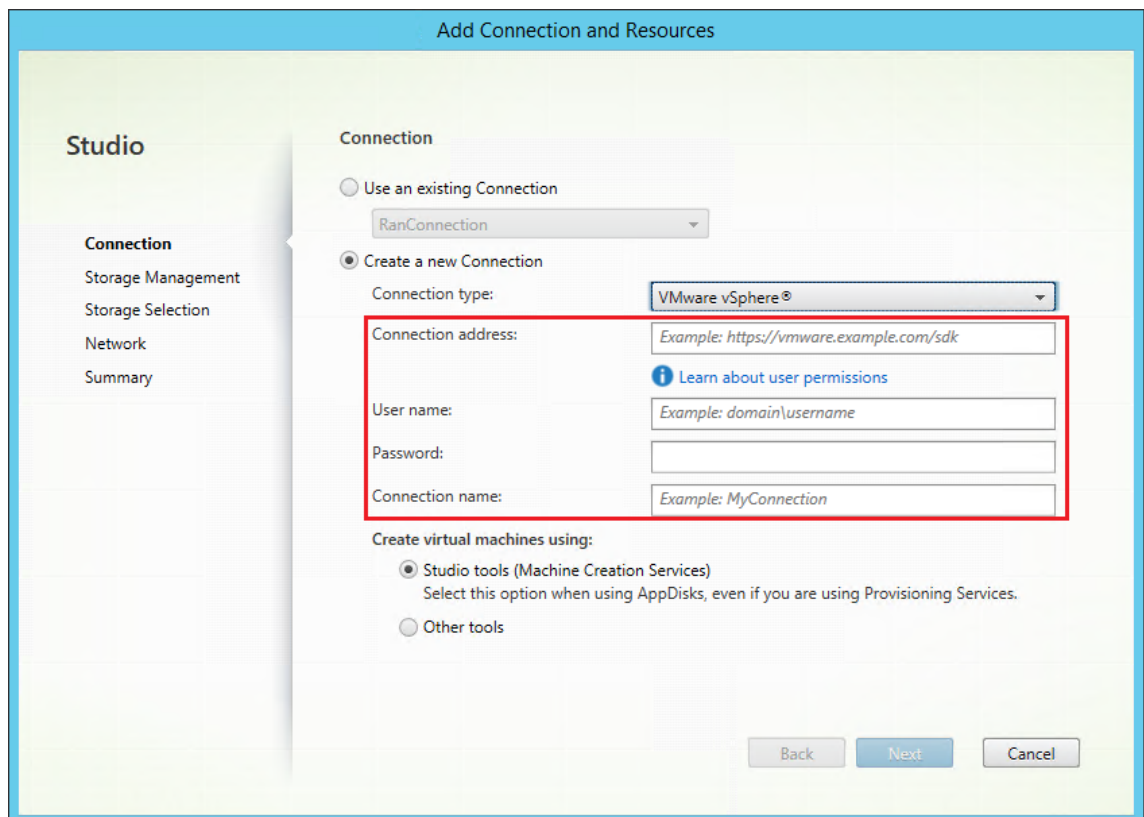 Add Connection and Resources
Studio
Connection
Storage Management
Storage Selection
Network
Summary
Connection
Use an existing Connection
RanConnection
Create a new Connection
Connection type: VMware vSphere®
Connection address: Example: https://vmware.example.com/sdk
Learn about user permissions
User name: Example: domain\username
Password:
Connection name: Example: MyConnection
Create virtual machines using:
Studio tools (Machine Creation Services)
Select this option when using AppDisks, even if you are using Provisioning Services.
Other tools
Back Next Cancel